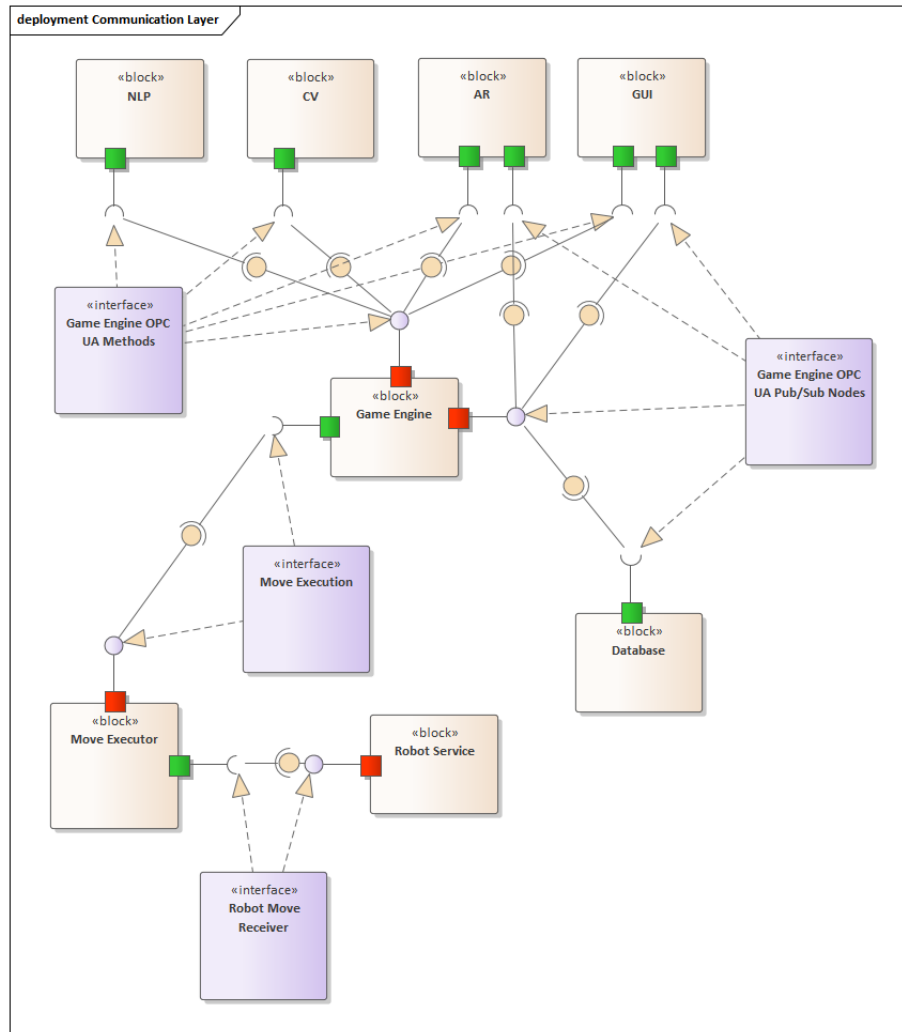 deployment Communication Layer
«block»
NLP
«block»
CV
«block»
AR
«block»
GUI
«interface»
Game Engine OPC
UA Methods
«interface»
Game Engine OPC
UA Pub/Sub Nodes
«block»
Game Engine
«interface»
Move Execution
«block»
Database
«block»
Move Executor
«block»
Robot Service
«interface»
Robot Move
Receiver